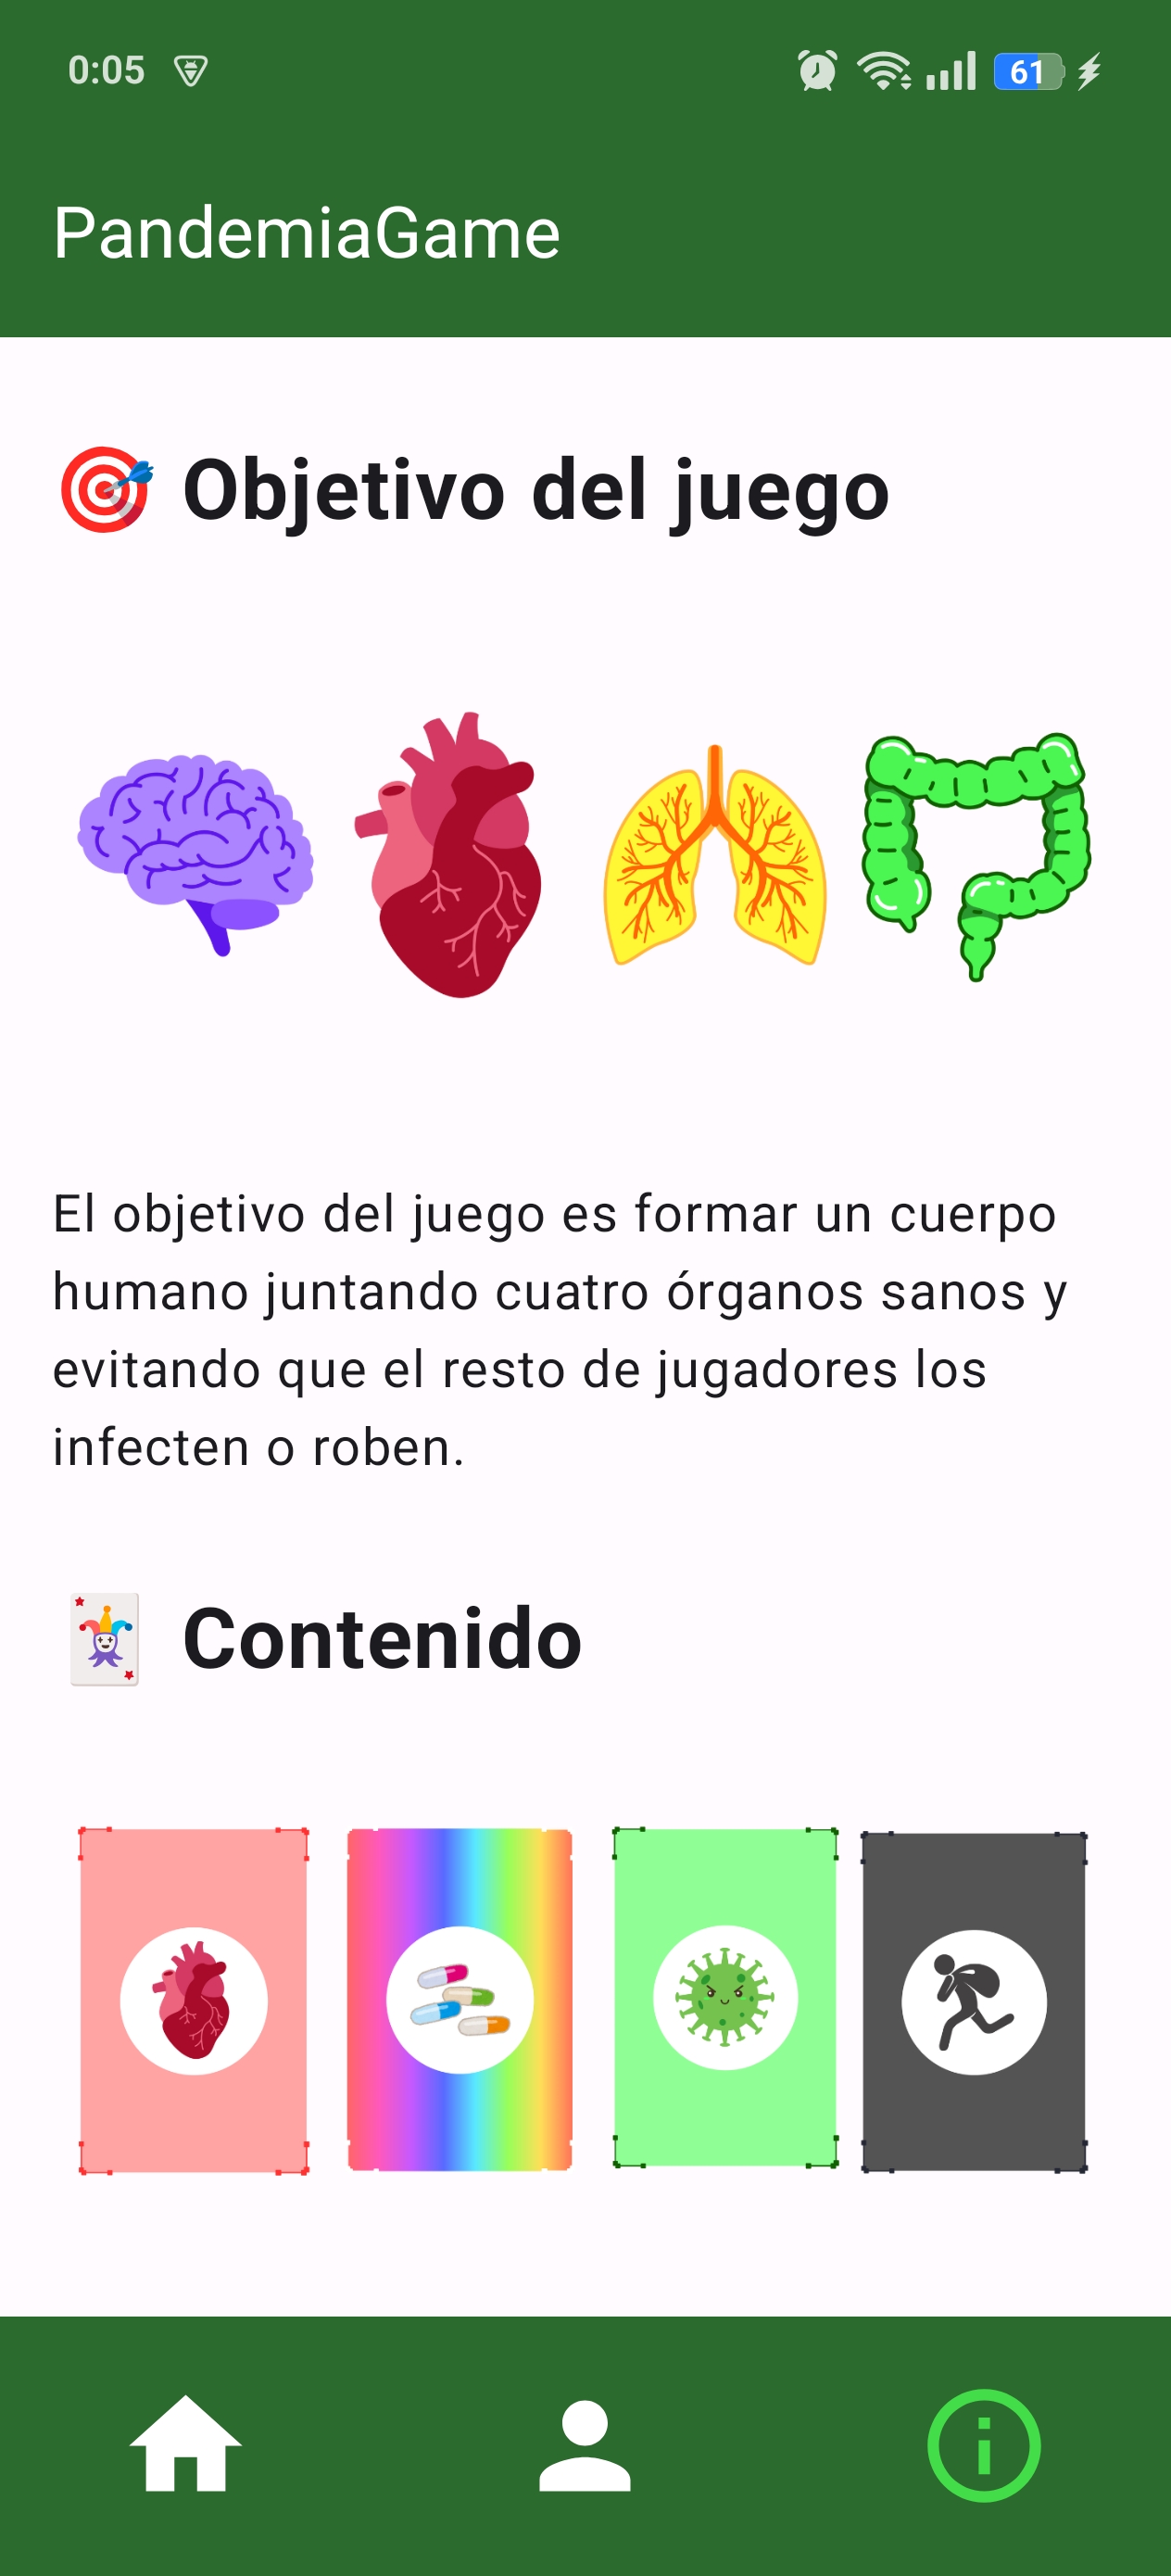 0:05
61
PandemiaGame
🎯 Objetivo del juego
El objetivo del juego es formar un cuerpo
humano juntando cuatro órganos sanos y
evitando que el resto de jugadores los
infecten o roben.
🃏 Contenido